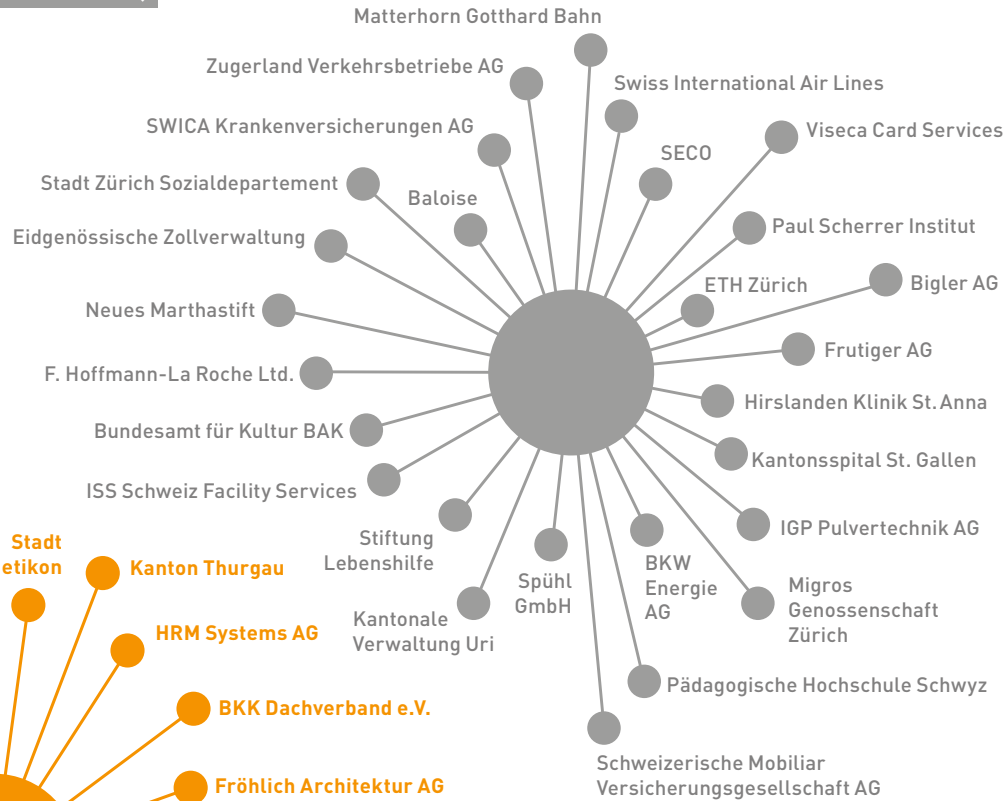 Matterhorn Gotthard Bahn
Zugerland Verkehrsbetriebe AG
Swiss International Air Lines
SWICA Krankenversicherungen AG
Viseca Card Services
SECO
Stadt Zürich Sozialdepartement
Baloise
Paul Scherrer Institut
Eidgenössische Zollverwaltung
ETH Zürich
Bigler AG
Neues Marthastift
Frutiger AG
F. Hoffmann-La Roche Ltd.
Hirslanden Klinik St. Anna
Bundesamt für Kultur BAK
Kantonsspital St. Gallen
ISS Schweiz Facility Services
IGP Pulvertechnik AG
Stiftung
Lebenshilfe
Spühl
GmbH
BKW
Energie
AG
Migros
Genossenschaft
Zürich
Kantonale
Verwaltung Uri
Pädagogische Hochschule Schwyz
Schweizerische Mobiliar
Versicherungsgesellschaft AG
Stadt
etikon
Kanton Thurgau
HRM Systems AG
BKK Dachverband e.V.
Fröhlich Architektur AG